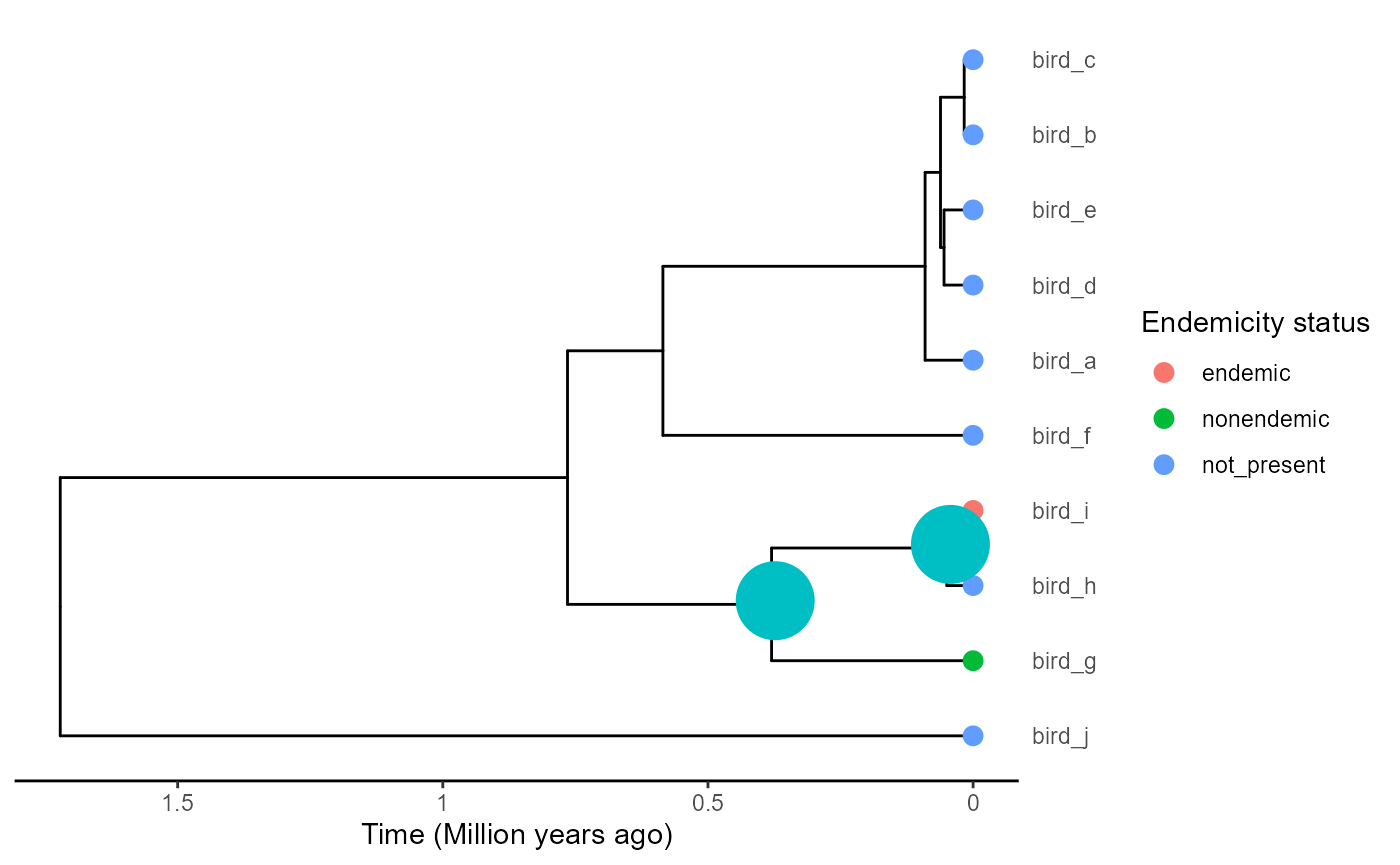 bird_c
bird_b
bird_e
bird_d
bird_a
bird_f
bird_i
bird_h
bird_g
bird_j
Endemicity status
endemic
nonendemic
not_present
1.5 1 0.5 0
Time (Million years ago)